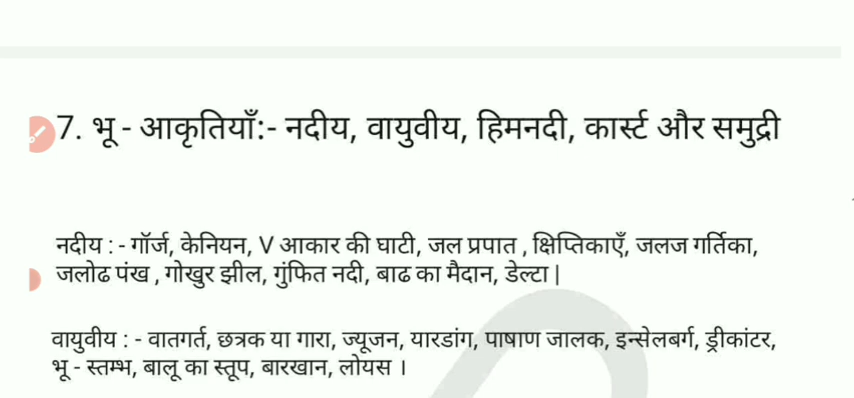 7. भू - आकृतियाँ:- नदीय, वायुवीय, हिमनदी, कार्स्ट और समुद्री
नदीय : - गॉर्ज, केनियन, V आकार की घाटी, जल प्रपात , क्षिप्तिकाएँ, जलज गर्तिका,
जलोढ पंख , गोखुर झील, गुंफित नदी, बाढ का मैदान, डेल्टा |
वायुवीय : - वातगर्त, छत्रक या गारा, ज्यूजन, यारडांग, पाषाण जालक, इन्सेलबर्ग, ड्रीकांटर,
भू - स्तम्भ, बालू का स्तूप, बारखान, लोयस ।